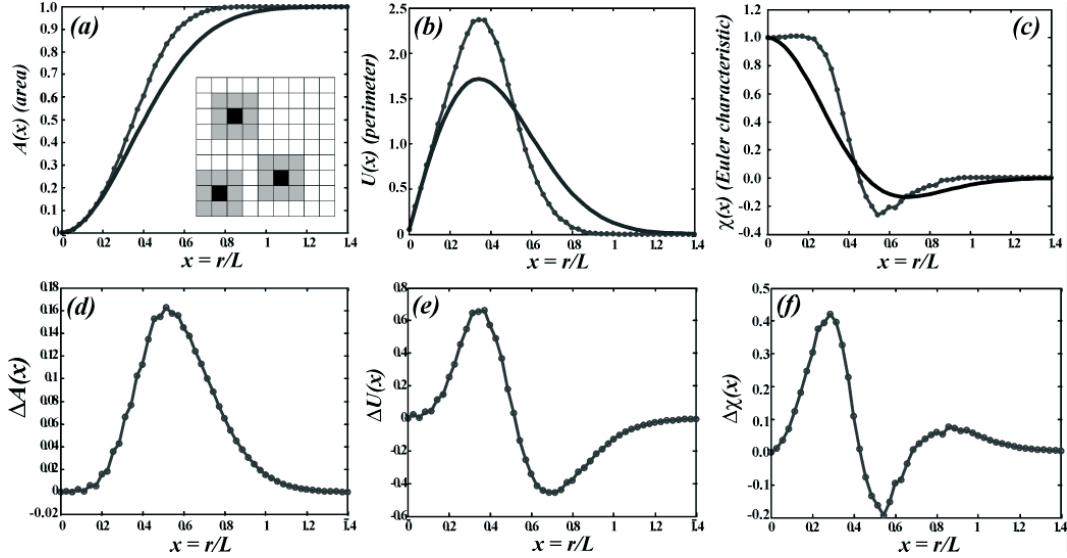 (a)
A(x) (area)
1.0
0.9
0.8
0.7
0.6
0.5
0.4
0.3
0.2
0.1
0
0 0.2 0.4 0.6 0.8 1 1.2 1.4
x = r/L
(b)
U(x) (perimeter)
2.5
2.0
1.5
1.0
0.5
0
0 0.2 0.4 0.6 0.8 1 1.2 1.4
x = r/L
(c)
χ(x) (Euler characteristic)
1.2
1.0
0.8
0.6
0.4
0.2
0.0
-0.2
-0.4
0 0.2 0.4 0.6 0.8 1 1.2 1.4
x = r/L
(d)
ΔA(x)
0.18
0.16
0.14
0.12
0.1
0.08
0.06
0.04
0.02
0
-0.02
0 0.2 0.4 0.6 0.8 1 1.2 1.4
x = r/L
(e)
ΔU(x)
0.8
0.6
0.4
0.2
0
-0.2
-0.4
-0.6
0 0.2 0.4 0.6 0.8 1 1.2 1.4
x = r/L
(f)
Δχ(x)
0.5
0.4
0.3
0.2
0.1
0
-0.1
-0.2
0 0.2 0.4 0.6 0.8 1 1.2 1.4
x = r/L